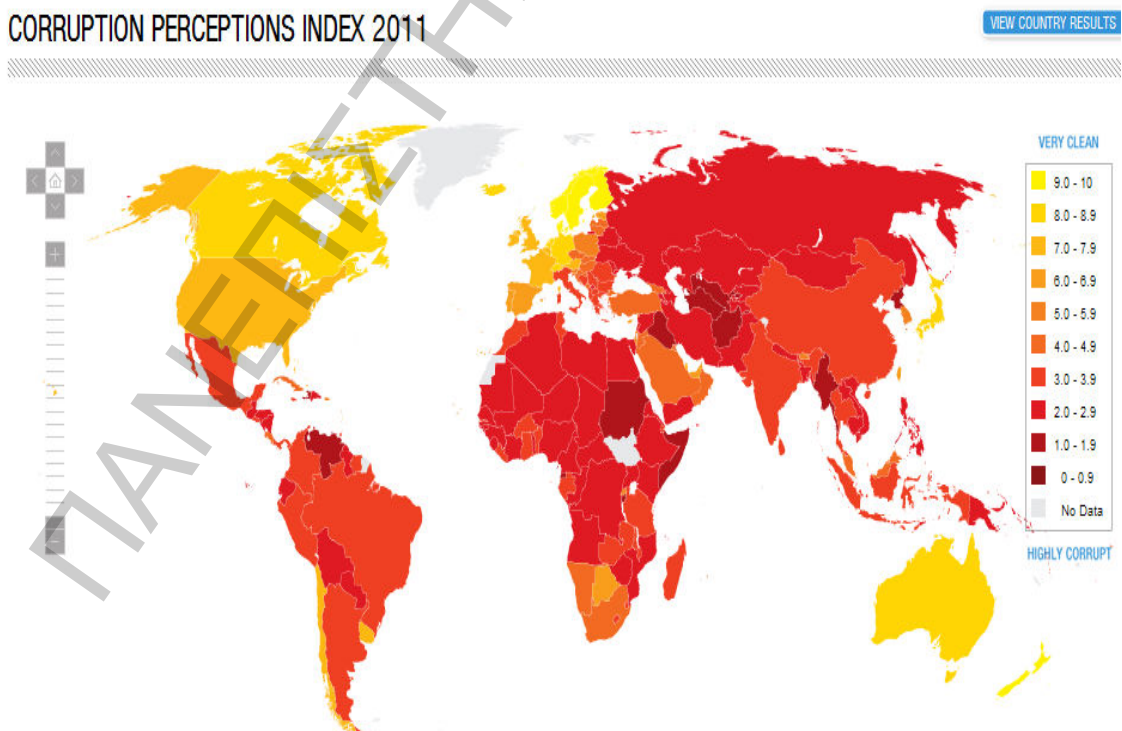 CORRUPTION PERCEPTIONS INDEX 2011
VIEW COUNTRY RESULTS
VERY CLEAN
9.0 - 10
8.0 - 8.9
7.0 - 7.9
6.0 - 6.9
5.0 - 5.9
4.0 - 4.9
3.0 - 3.9
2.0 - 2.9
1.0 - 1.9
0 - 0.9
No Data
HIGHLY CORRUPT
ΠΑΝΕΠΙΣΤΗ